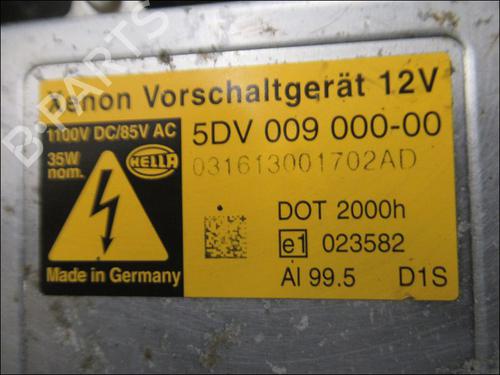 Xenon Vorschaltgerät 12V
1100V DC/85V AC
35W
nom.
HELLA
Made in Germany
5DV 009 000-00
031613001702AD
DOT 2000h
e1 023582
Al 99.5 D1S
B-PARTS